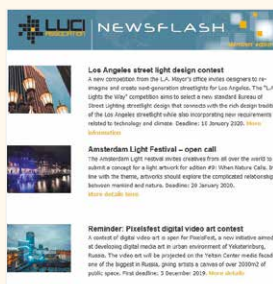 LUCI
ASSOCIATION
NEWSFLASH
Los Angeles street light design contest
A new competition from the L.A. Mayor's office invites designers to re-
imagine and create next-generation streetlights for Los Angeles. The "L.A.
Lights the Way" competition aims to select a new standard Bureau of
Street Lighting streetlight design that connects with the rich design tradit
of the Los Angeles streetlight while also incorporating new requirements
related to technology and climate. Deadline: 15 January 2020. More
information
Amsterdam Light Festival – open call
The Amsterdam Light Festival invites creatives from all over the world to
submit a concept for a light artwork for edition #9: When Nature Calls. In
line with the theme, artworks should explore the complicated relationship
between mankind and nature. Deadline: 28 January 2020.
More details here
Reminder: Pixelsfest digital video art contest
A contest of digital video art is open for PixelsFest, a new initiative aimed
at developing digital media art in urban environment of Yekaterinburg,
Russia. The video art will be projected on the Yeltsin Center media facade
one of the biggest in Russia, giving artists a canvas of over 2000m2 of
public space. First deadline: 3 December 2019. More details